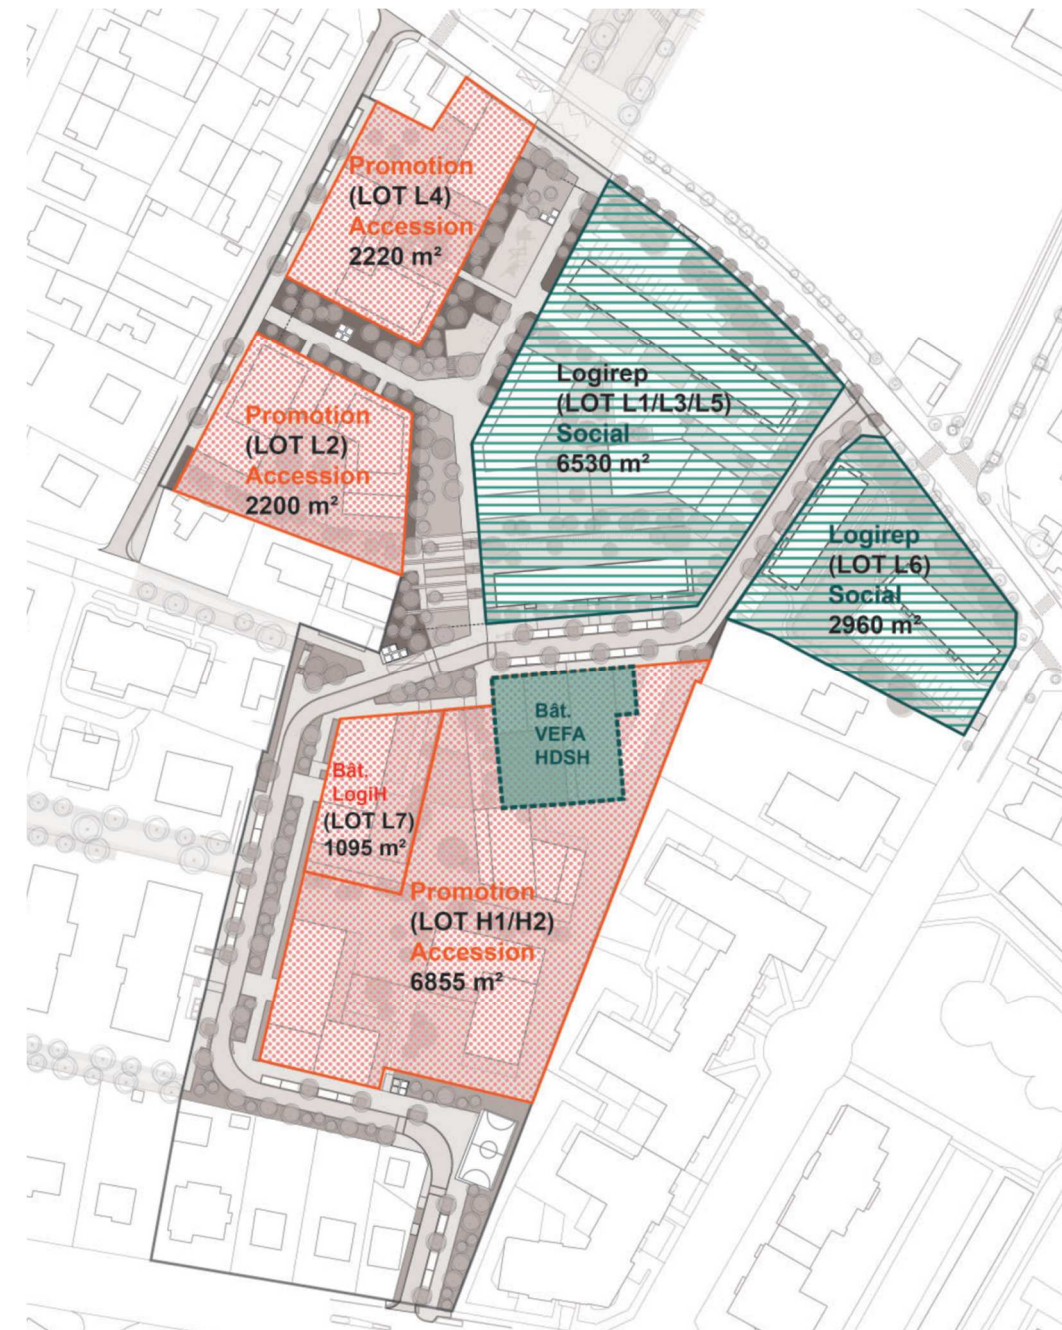 Promotion
(LOT L4)
Accession
2220 m²
Logirep
(LOT L1/L3/L5)
Social
6530 m²
Promotion
(LOT L2)
Accession
2200 m²
Logirep
(LOT L6)
Social
2960 m²
Bât.
VEFA
HDSH
Bât.
LogiH
(LOT L7)
1095 m²
Promotion
(LOT H1/H2)
Accession
6855 m²